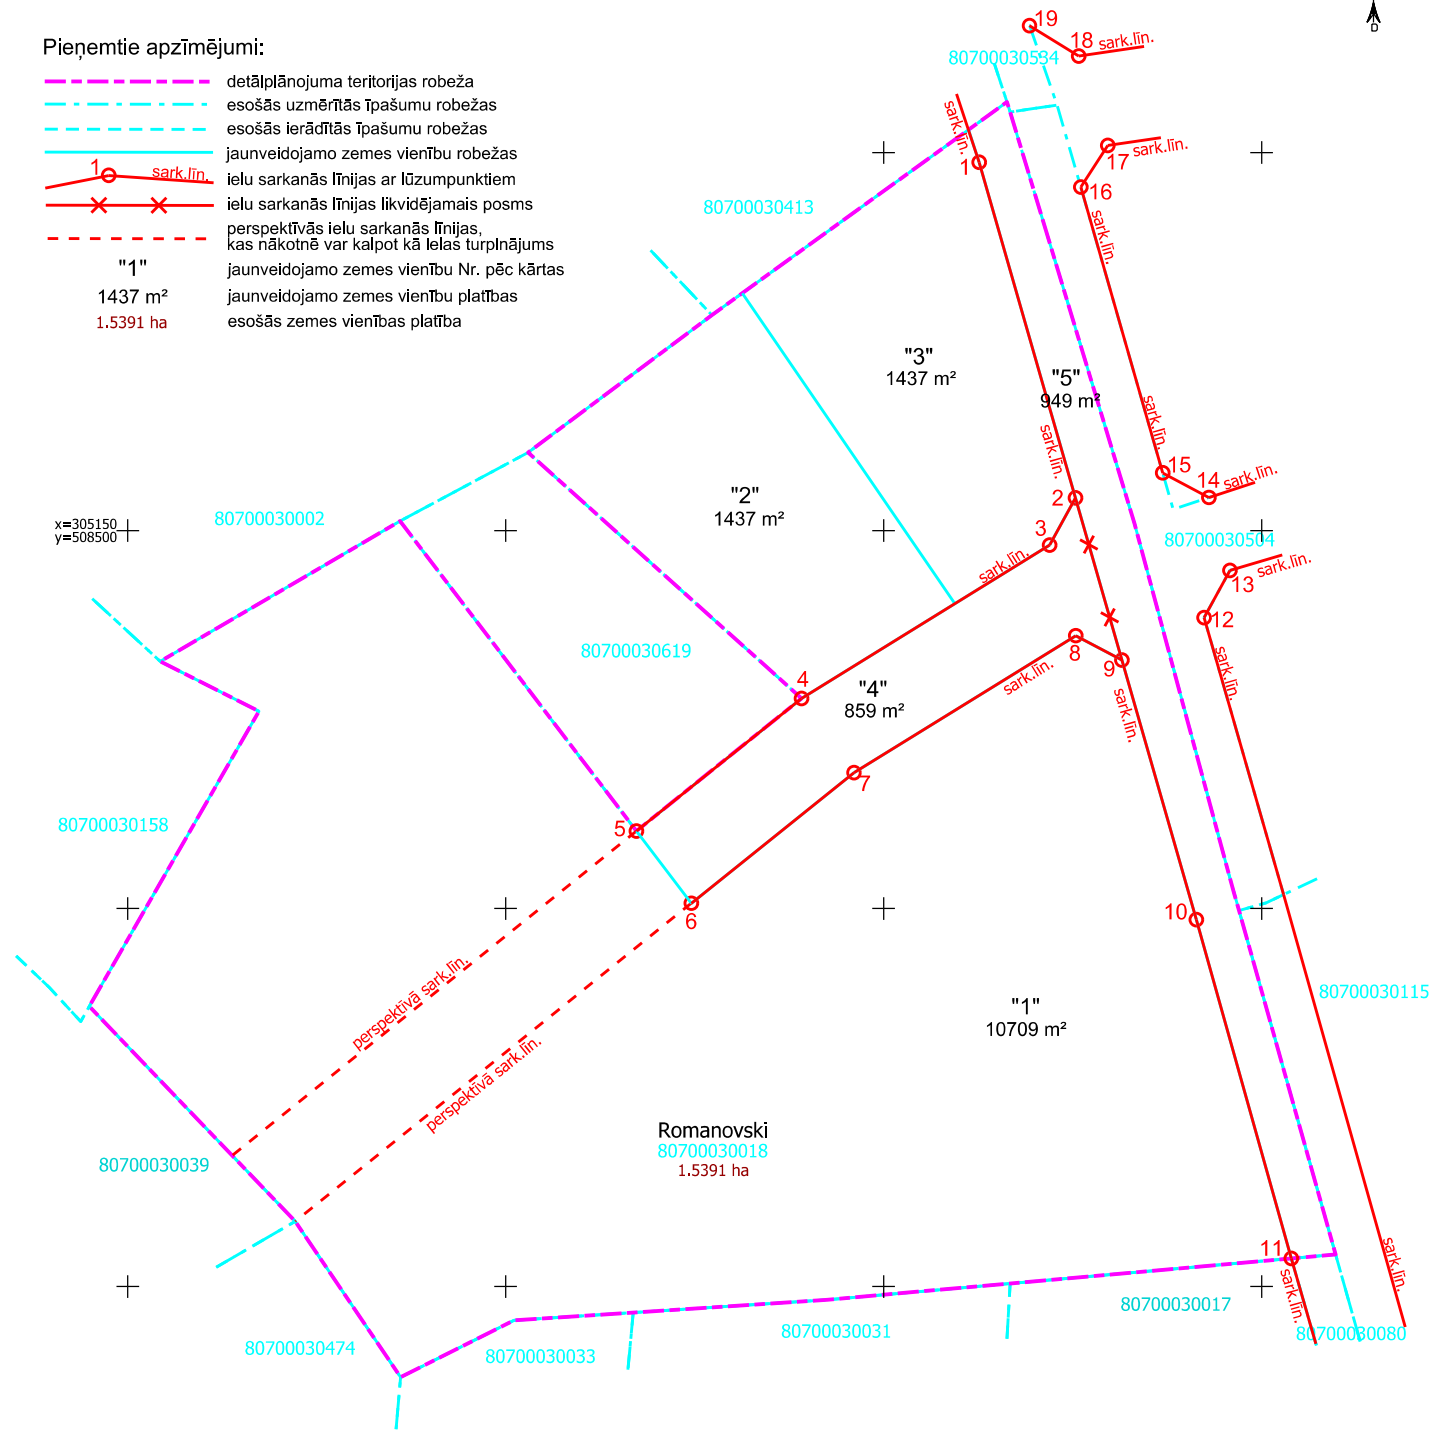 Pieņemtie apzīmējumi:
detālplānojuma teritorijas robeža
esošās uzmērītās īpašumu robežas
esošās ierādītās īpašumu robežas
jaunveidojamo zemes vienību robežas
1 sark.līn. ielu sarkanās līnijas ar lūzumpunktiem
ielu sarkanās līnijas likvidējamais posms
perspektīvās ielu sarkanās līnijas,
kas nākotnē var kalpot kā ielas turpinājums
"1" jaunveidojamo zemes vienību Nr. pēc kārtas
1437 m² jaunveidojamo zemes vienību platības
1.5391 ha esošās zemes vienības platība
D
19
18 sark.līn.
80700030534
sark.līn.
1
17 sark.līn.
16
sark.līn.
80700030413
"3"
1437 m²
"5"
949 m²
sark.līn.
sark.līn.
15
14 sark.līn.
2
"2"
1437 m²
x=305150
y=508500
80700030002
3
sark.līn.
80700030504
13 sark.līn.
12
sark.līn.
80700030619
8
9
sark.līn.
sark.līn.
4
"4"
859 m²
7
5
80700030158
6
10
perspektīvā sark.līn.
perspektīvā sark.līn.
80700030115
"1"
10709 m²
Romanovski
80700030018
1.5391 ha
80700030039
11
sark.līn.
sark.līn.
80700030017
80700030080
80700030031
80700030033
80700030474